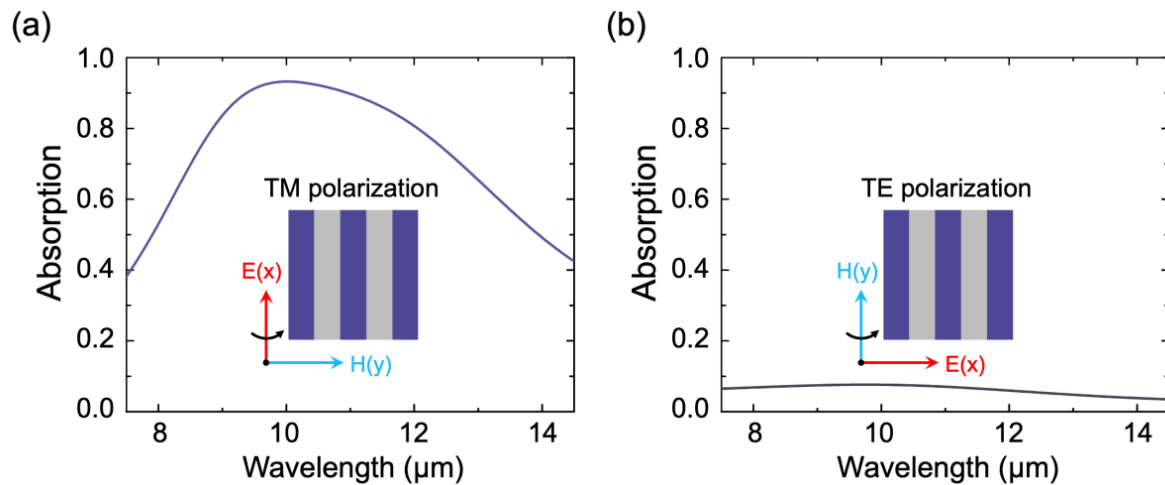 (a)
1.0
0.8
0.6
0.4
0.2
0.0
Absorption
TM polarization
E(x)
H(y)
8
10
12
14
Wavelength (μm)
(b)
1.0
0.8
0.6
0.4
0.2
0.0
Absorption
TE polarization
H(y)
E(x)
8
10
12
14
Wavelength (μm)